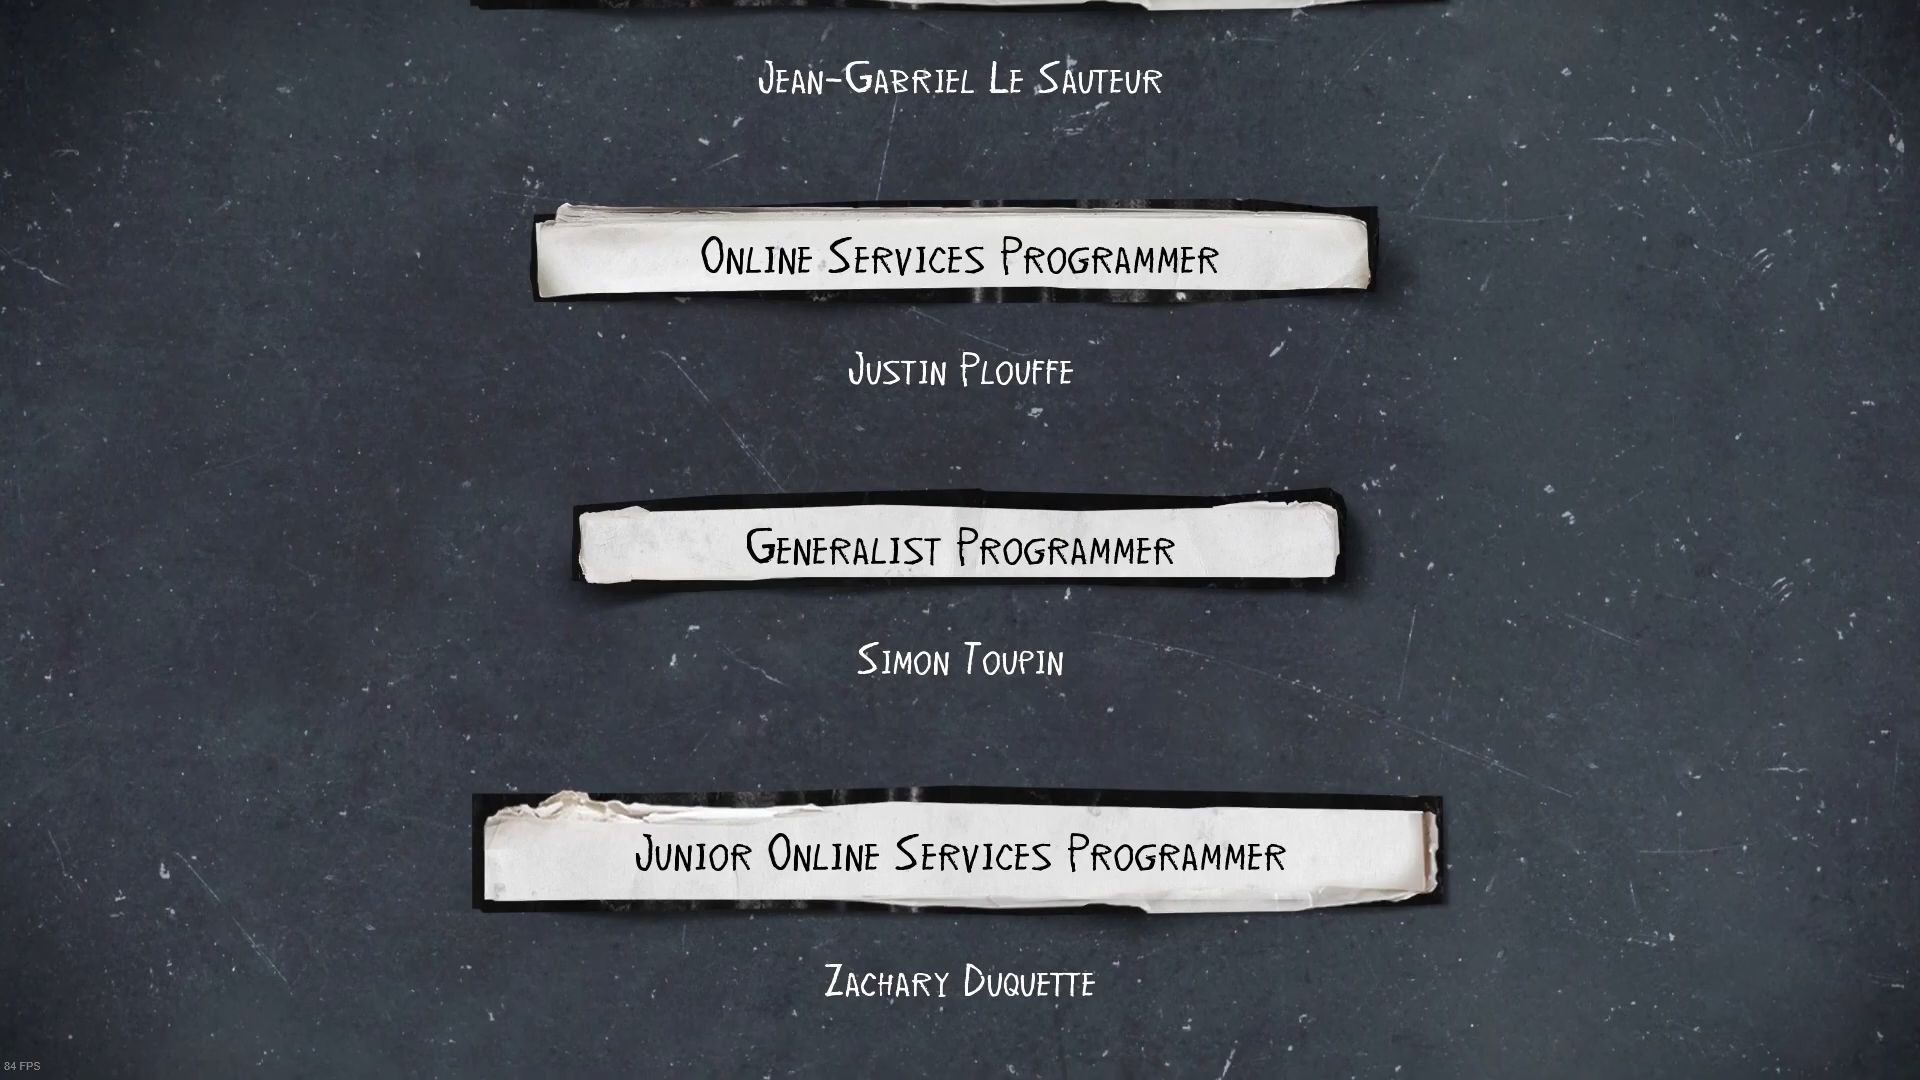 Jean-Gabriel Le Sauteur
Online Services Programmer
Justin Plouffe
Generalist Programmer
Simon Toupin
Junior Online Services Programmer
Zachary Duquette
84 FPS